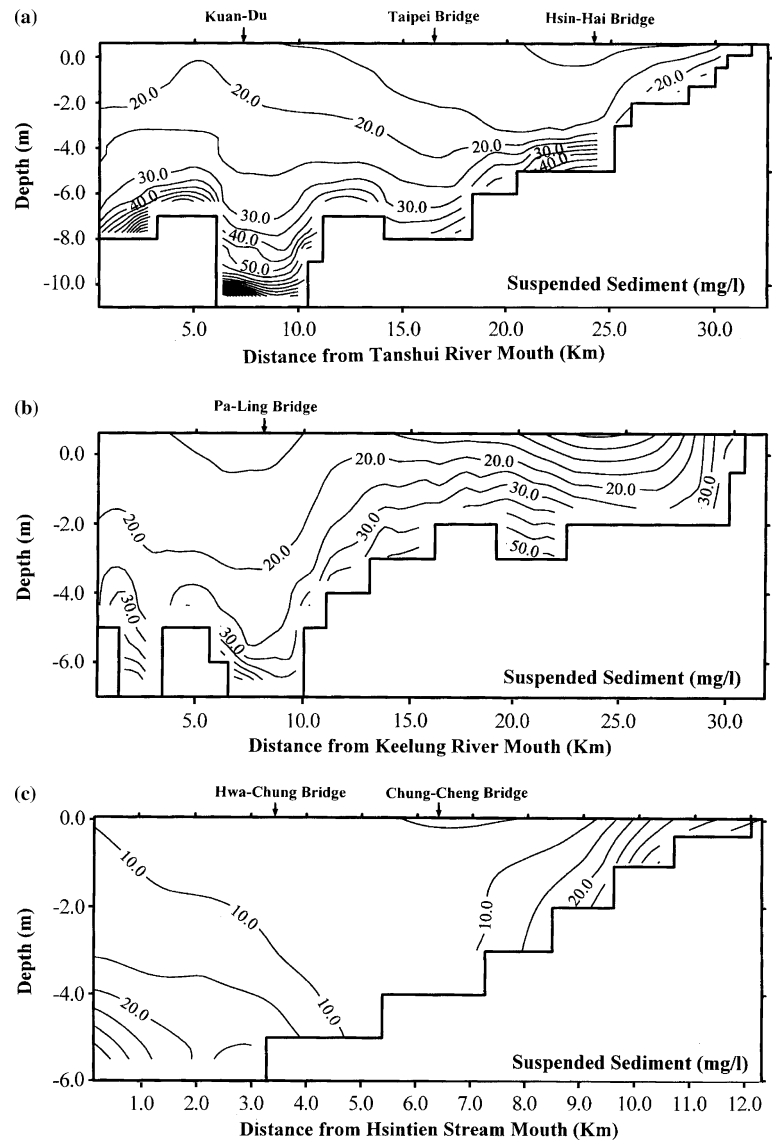 (a)
Kuan-Du Taipei Bridge Hsin-Hai Bridge
0.0
-2.0
-4.0
-6.0
-8.0
-10.0
Depth (m)
20.0 20.0 20.0 20.0 20.0
30.0 40.0 30.0 40.0 50.0 30.0 30.0 40.0
Suspended Sediment (mg/l)
5.0 10.0 15.0 20.0 25.0 30.0
Distance from Tanshui River Mouth (Km)
(b)
Pa-Ling Bridge
0.0
-2.0
-4.0
-6.0
Depth (m)
20.0 20.0 20.0 20.0 20.0
30.0 30.0 30.0 30.0 50.0 30.0
Suspended Sediment (mg/l)
5.0 10.0 15.0 20.0 25.0 30.0
Distance from Keelung River Mouth (Km)
(c)
Hwa-Chung Bridge Chung-Cheng Bridge
0.0
-2.0
-4.0
-6.0
Depth (m)
10.0 10.0 10.0 10.0
20.0 20.0
Suspended Sediment (mg/l)
1.0 2.0 3.0 4.0 5.0 6.0 7.0 8.0 9.0 10.0 11.0 12.0
Distance from Hsintien Stream Mouth (Km)